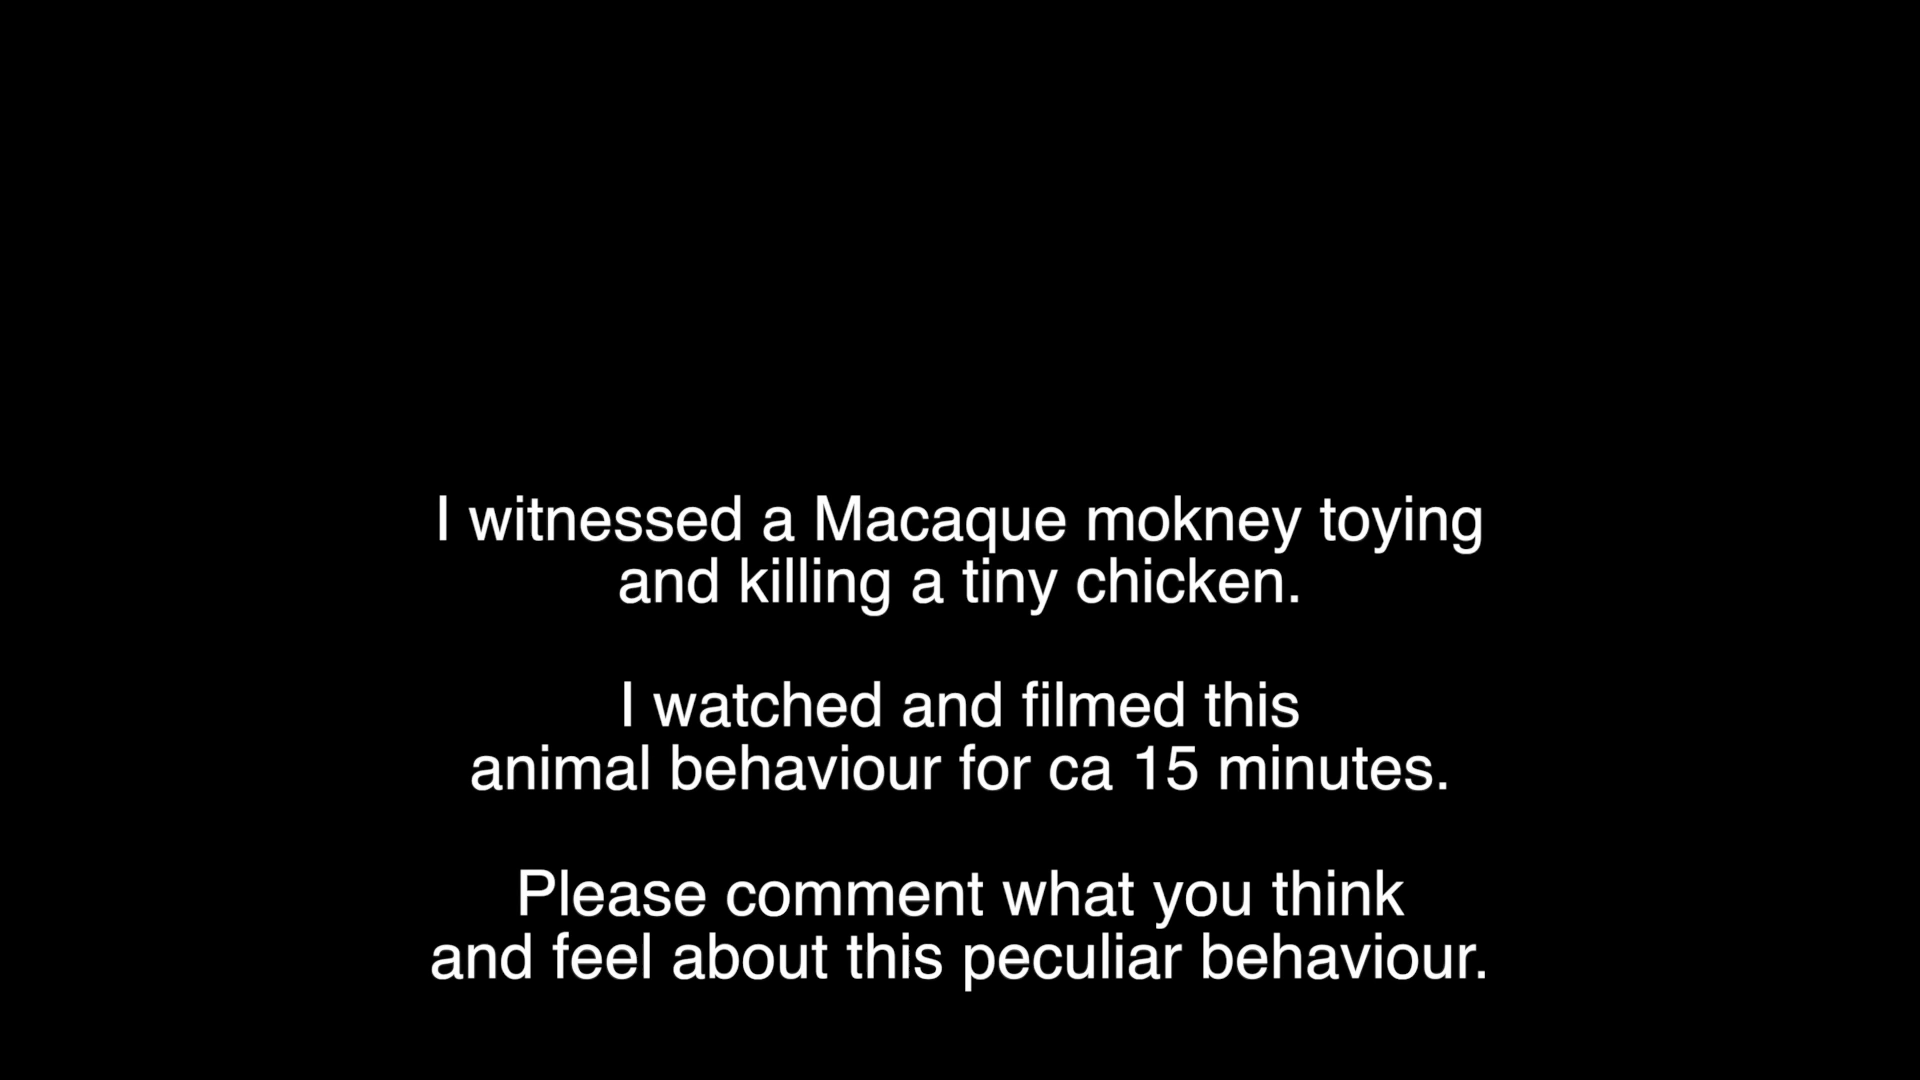 I witnessed a Macaque mokney toying
and killing a tiny chicken.
I watched and filmed this
animal behaviour for ca 15 minutes.
Please comment what you think
and feel about this peculiar behaviour.